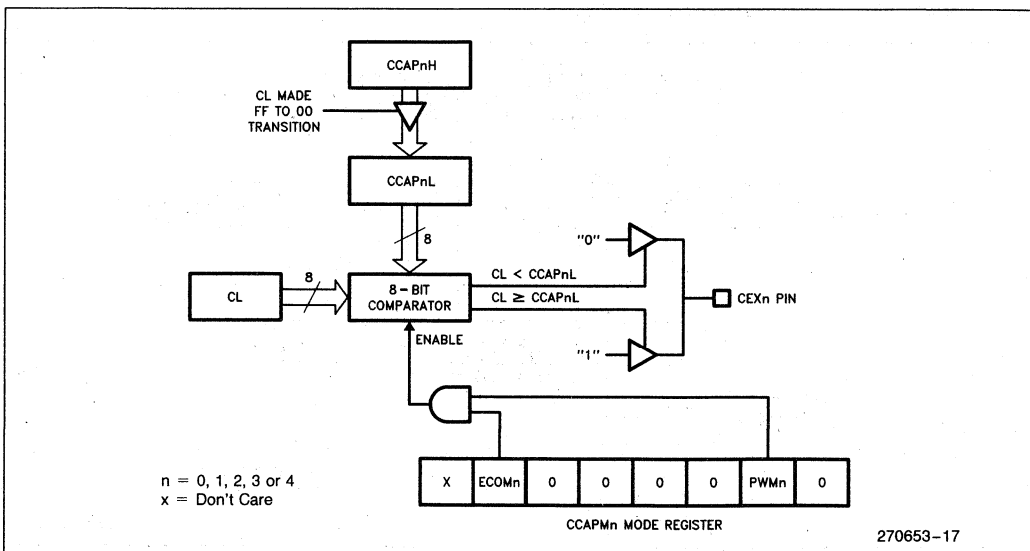 CCAPnH
CL MADE
FF TO 00
TRANSITION
CCAPnL
8
"0"
CL < CCAPnL
CL
8
8 – BIT
COMPARATOR
CL ≥ CCAPnL
CEXn PIN
ENABLE
"1"
n = 0, 1, 2, 3 or 4
x = Don't Care
X ECOMn 0 0 0 0 PWMn 0
CCAPMn MODE REGISTER
270653–17